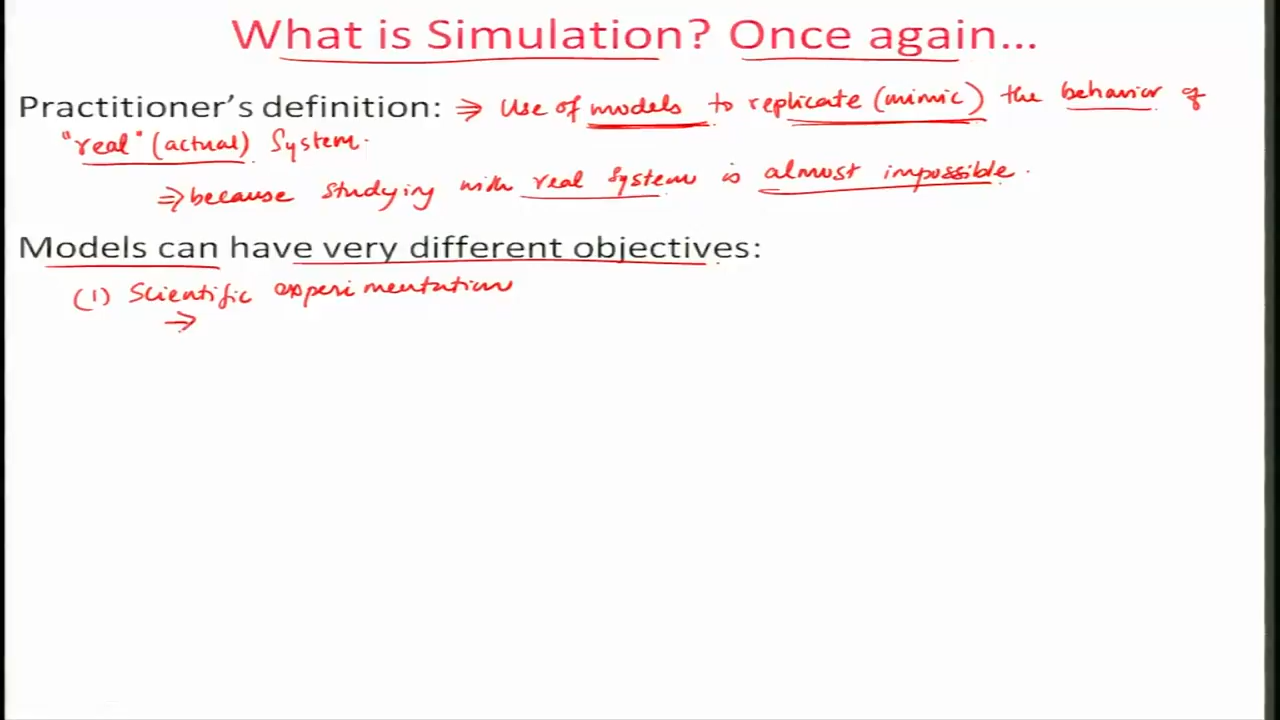 What is Simulation? Once again...
Practitioner's definition: ⇒ Use of models to replicate (mimic) the behavior of
"real" (actual) System.
⇒ because studying with real system is almost impossible.
Models can have very different objectives:
(1) Scientific experimentation
→